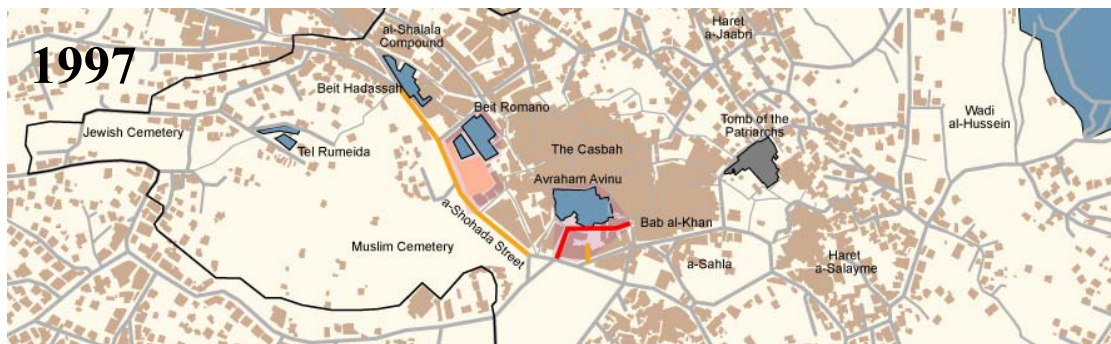 1997
al-Shalala
Compound
Haret
a-Jaabri
Beit Hadassah
Beit Romano
Jewish Cemetery
Tel Rumeida
The Casbah
Tomb of the
Patriarchs
Wadi
al-Hussein
Avraham Avinu
a-Shohada Street
Bab al-Khan
Muslim Cemetery
a-Sahla
Haret
a-Salayme